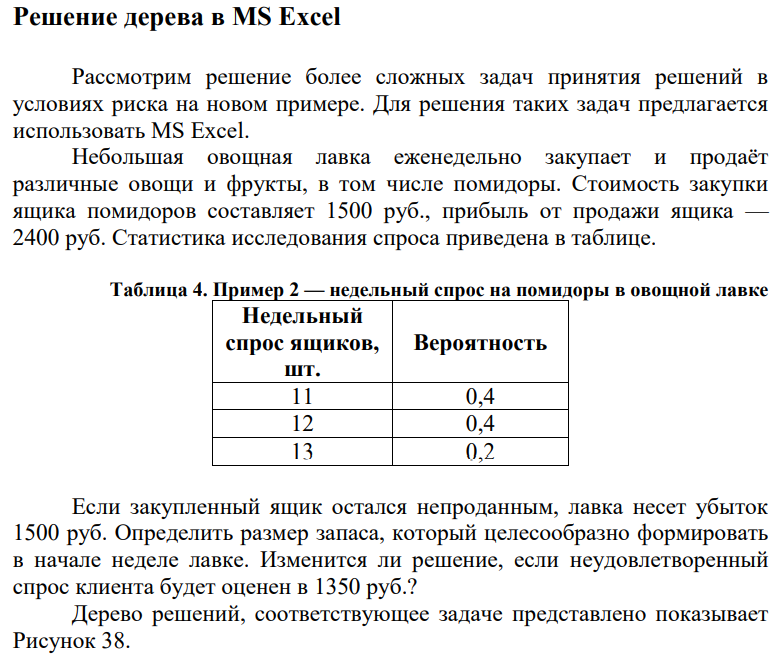 Решение дерева в MS Excel
Рассмотрим решение более сложных задач принятия решений в
условиях риска на новом примере. Для решения таких задач предлагается
использовать MS Excel.
Небольшая овощная лавка еженедельно закупает и продаёт
различные овощи и фрукты, в том числе помидоры. Стоимость закупки
ящика помидоров составляет 1500 руб., прибыль от продажи ящика —
2400 руб. Статистика исследования спроса приведена в таблице.
Таблица 4. Пример 2 — недельный спрос на помидоры в овощной лавке
Недельный
спрос ящиков,
шт.
Вероятность
11 0,4
12 0,4
13 0,2
Если закупленный ящик остался непроданным, лавка несет убыток
1500 руб. Определить размер запаса, который целесообразно формировать
в начале неделе лавке. Изменится ли решение, если неудовлетворенный
спрос клиента будет оценен в 1350 руб.?
Дерево решений, соответствующее задаче представлено показывает
Рисунок 38.